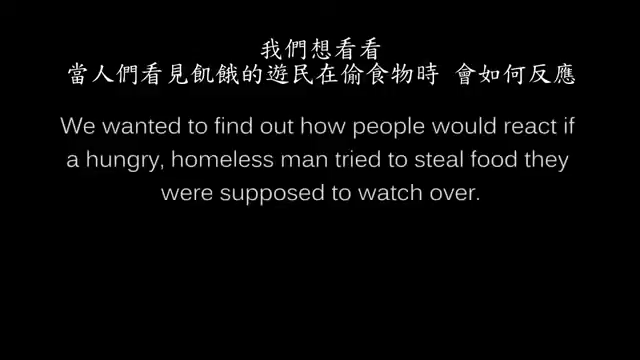 我們想看看
當人們看見飢餓的遊民在偷食物時 會如何反應
We wanted to find out how people would react if
a hungry, homeless man tried to steal food they
were supposed to watch over.